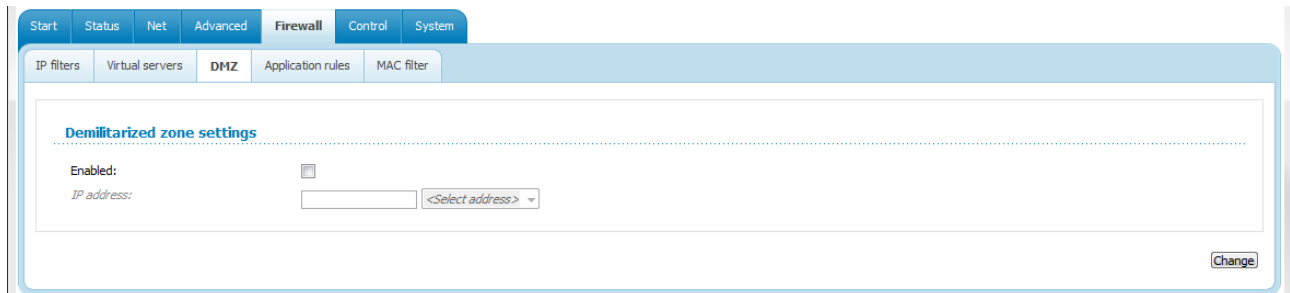 Start Status Net Advanced Firewall Control System
IP filters Virtual servers DMZ Application rules MAC filter
Demilitarized zone settings
Enabled:
IP address: <Select address>
Change